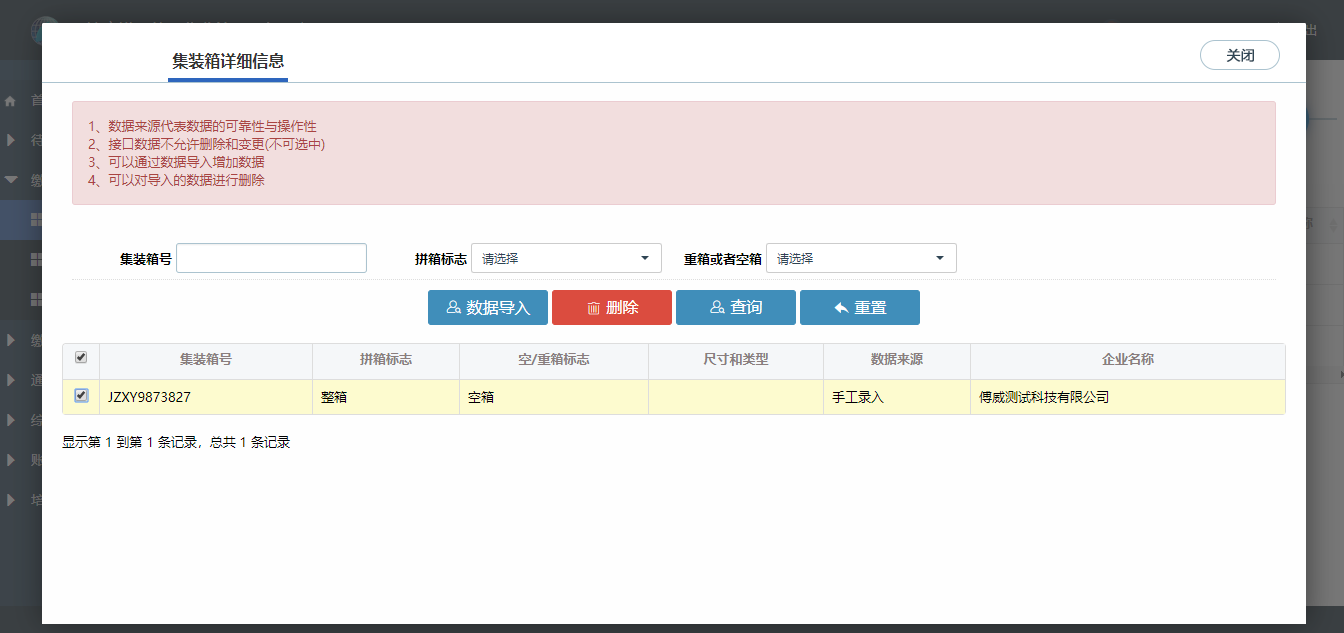 集装箱详细信息
关闭
1、数据来源代表数据的可靠性与操作性
2、接口数据不允许删除和变更(不可选中)
3、可以通过数据导入增加数据
4、可以对导入的数据进行删除
集装箱号 拼箱标志 请选择 重箱或者空箱 请选择
数据导入 删除 查询 重置
集装箱号 拼箱标志 空/重箱标志 尺寸和类型 数据来源 企业名称
JZXY9873827 整箱 空箱 手工录入 傅威测试科技有限公司
显示第 1 到第 1 条记录，总共 1 条记录